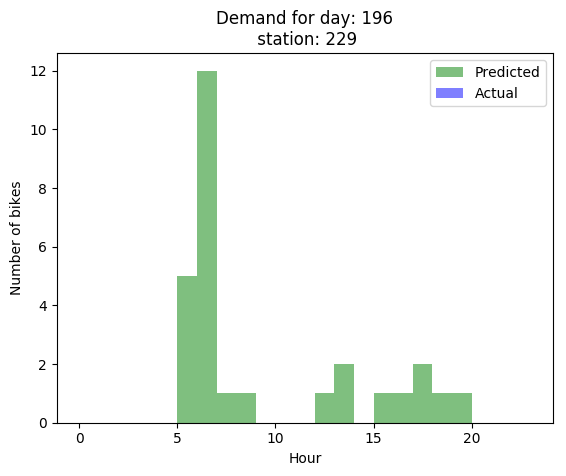 Demand for day: 196
station: 229
Predicted
Actual
12
10
8
6
4
2
0
Number of bikes
0
5
10
15
20
Hour